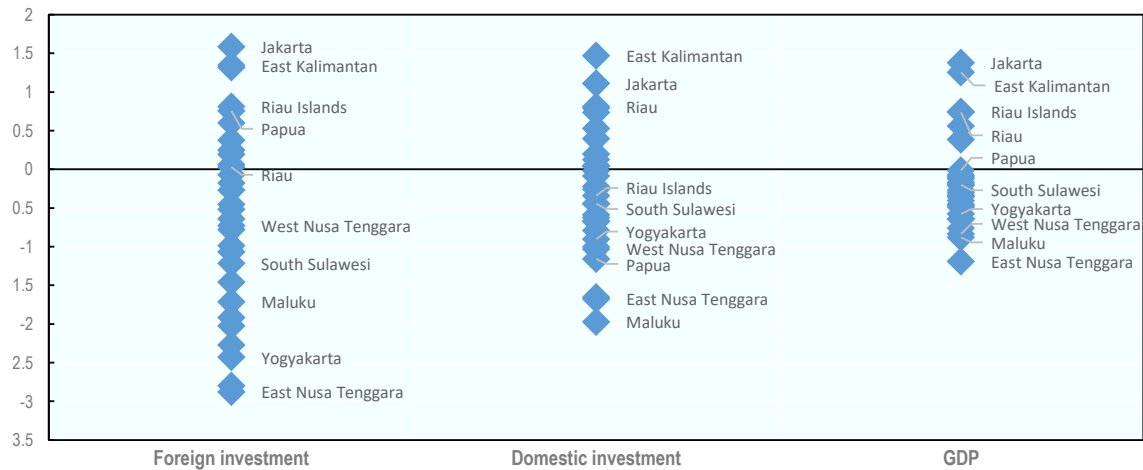 2
1.5
1
0.5
0
0.5
-1
1.5
-2
2.5
-3
3.5
Jakarta
East Kalimantan
Riau Islands
Papua
Riau
West Nusa Tenggara
South Sulawesi
Maluku
Yogyakarta
East Nusa Tenggara
East Kalimantan
Jakarta
Riau
Riau Islands
South Sulawesi
Yogyakarta
West Nusa Tenggara
Papua
East Nusa Tenggara
Maluku
Jakarta
East Kalimantan
Riau Islands
Riau
Papua
South Sulawesi
Yogyakarta
West Nusa Tenggara
Maluku
East Nusa Tenggara
Foreign investment
Domestic investment
GDP